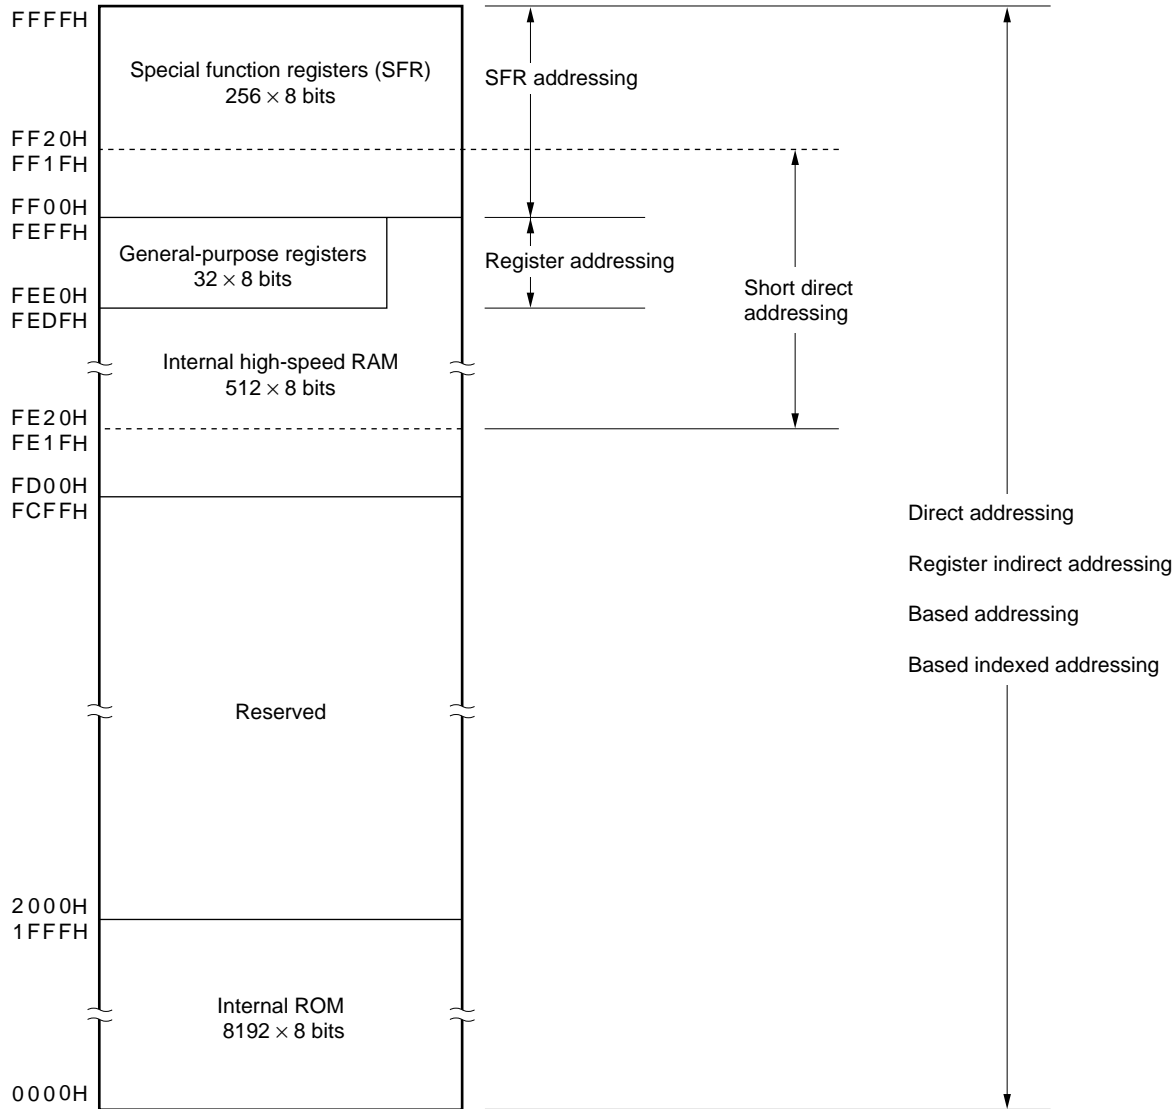 FFFFH
Special function registers (SFR)
256 × 8 bits
SFR addressing
FF20H
FF1FH
FF00H
FEFFH
General-purpose registers
32 × 8 bits
Register addressing
Short direct
addressing
FEE0H
FEDFH
Internal high-speed RAM
512 × 8 bits
FE20H
FE1FH
FD00H
FCFFH
Direct addressing
Register indirect addressing
Based addressing
Based indexed addressing
Reserved
2000H
1FFFH
Internal ROM
8192 × 8 bits
0000H